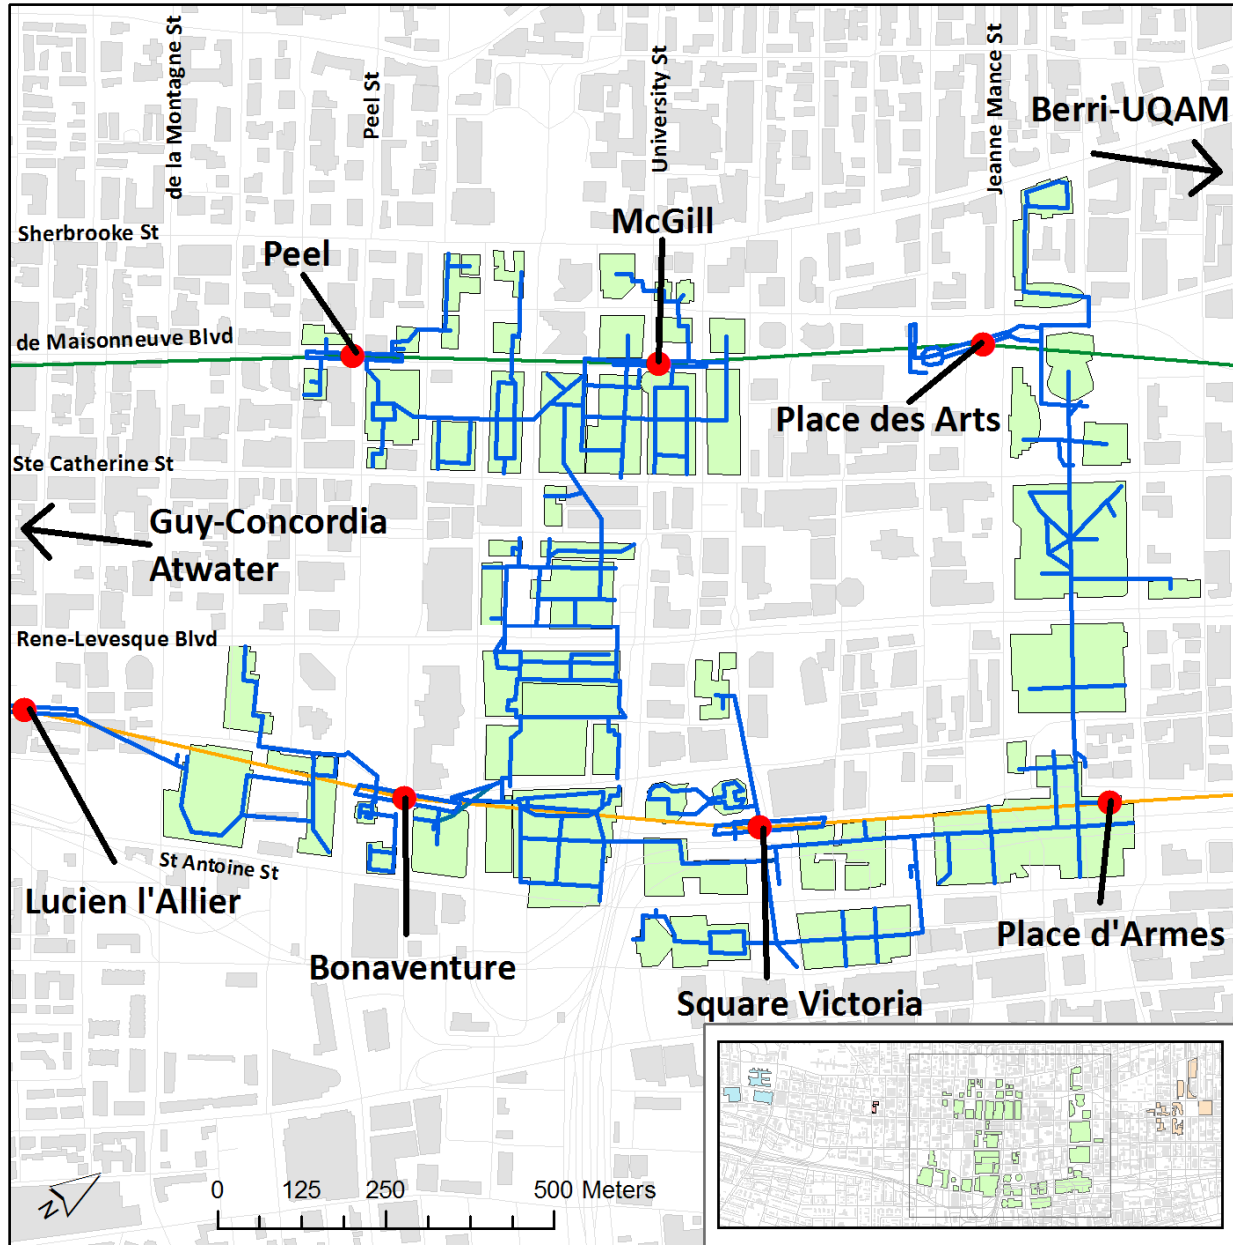 de la Montagne St
Peel St
University St
Jeanne Mance St
Berri-UQAM
Sherbrooke St
McGill
Peel
de Maisonneuve Blvd
Place des Arts
Ste Catherine St
Guy-Concordia
Atwater
Rene-Levesque Blvd
St Antoine St
Lucien l'Allier
Bonaventure
Place d'Armes
Square Victoria
N
0 125 250 500 Meters